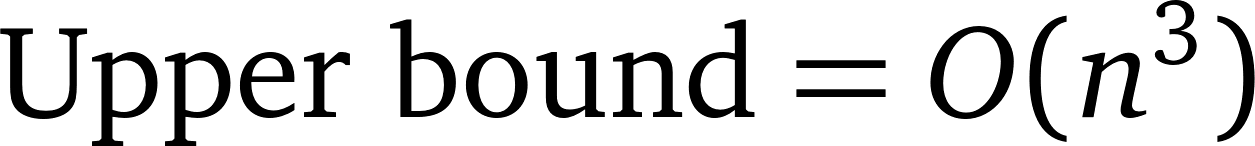 Upper bound = O(n³)